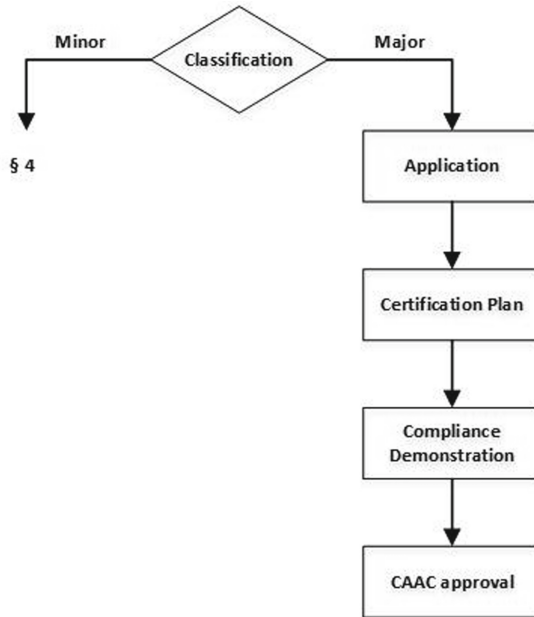 Minor
Classification
Major
§ 4
Application
Certification Plan
Compliance
Demonstration
CAAC approval